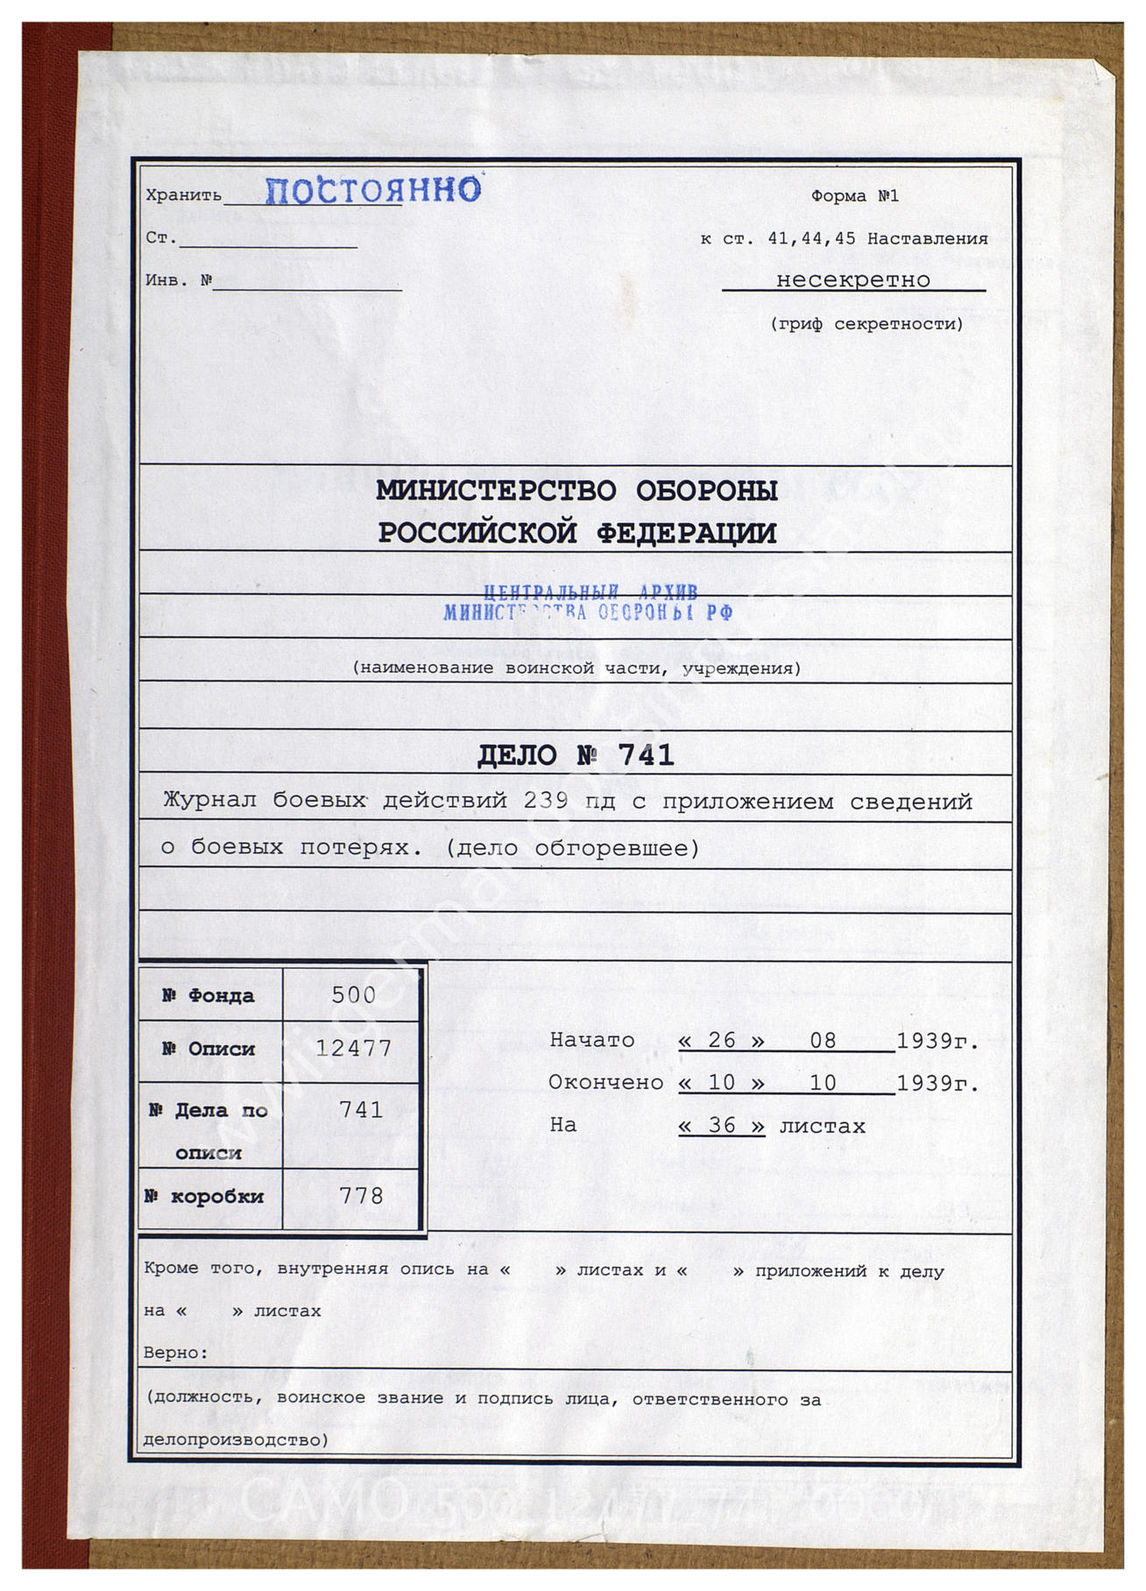 Хранить ПОСТОЯННО
Форма №1
Ст.
к ст. 41,44,45 Наставления
Инв. №
несекретно
(гриф секретности)
МИНИСТЕРСТВО ОБОРОНЫ
РОССИЙСКОЙ ФЕДЕРАЦИИ
ЦЕНТРАЛЬНЫЙ АРХИВ
МИНИСТЕРСТВА ОБОРОНЫ РФ
(наименование воинской части, учреждения)
ДЕЛО № 741
Журнал боевых действий 239 пд с приложением сведений
о боевых потерях. (дело обгоревшее)
№ Фонда 500
№ Описи 12477
№ Дела по 741
описи
№ коробки 778
Начато « 26 » 08 1939г.
Окончено « 10 » 10 1939г.
На « 36 » листах
Кроме того, внутренняя опись на « » листах и « » приложений к делу
на « » листах
Верно:
(должность, воинское звание и подпись лица, ответственного за
делопроизводство)